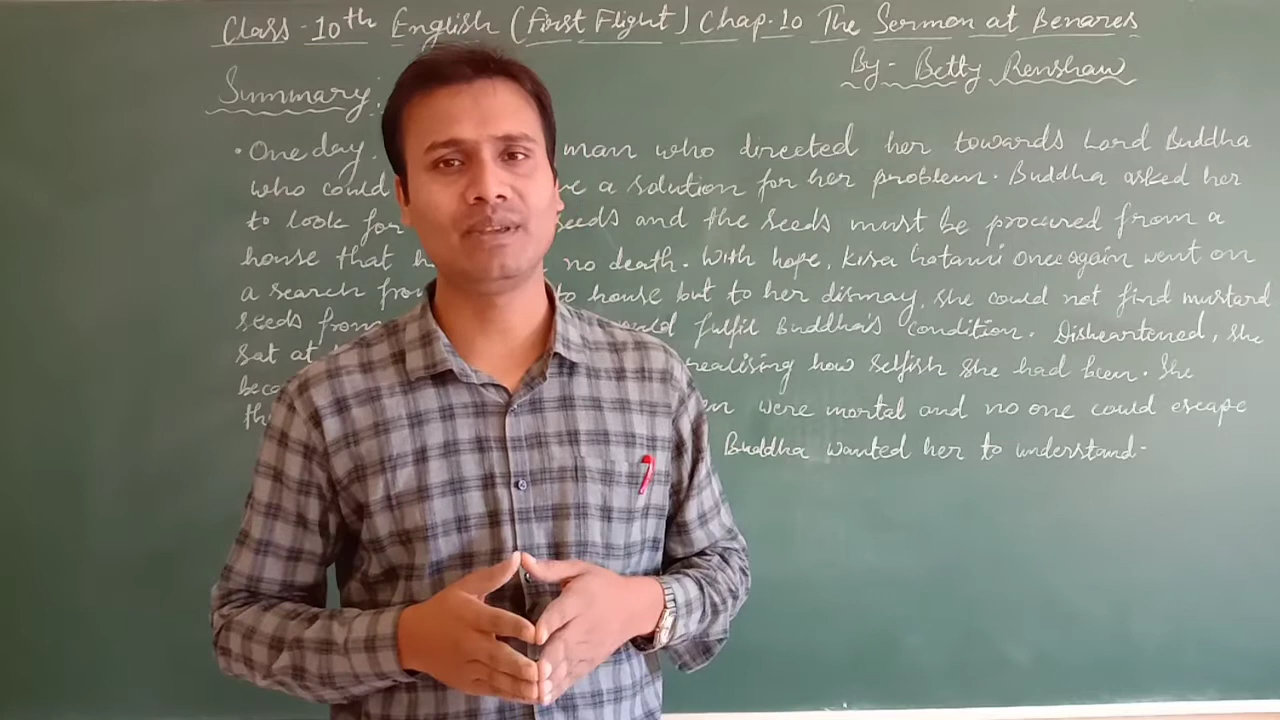 Class-10th English (First Flight) Chap.10 The Sermon at Benares
By- Betty Renshaw
Summary:
• One day, man who directed her towards Lord Buddha
who could a solution for her problem. Buddha asked her
to look for seeds and the seeds must be procured from a
house that no death. With hope, Kisa Gotami once again went on
a search from to house but to her dismay, she could not find mustard
seeds from fulfil Buddha's condition. Disheartened, she
sat at realising how selfish she had been. She
were mortal and no one could escape
Buddha wanted her to understand.